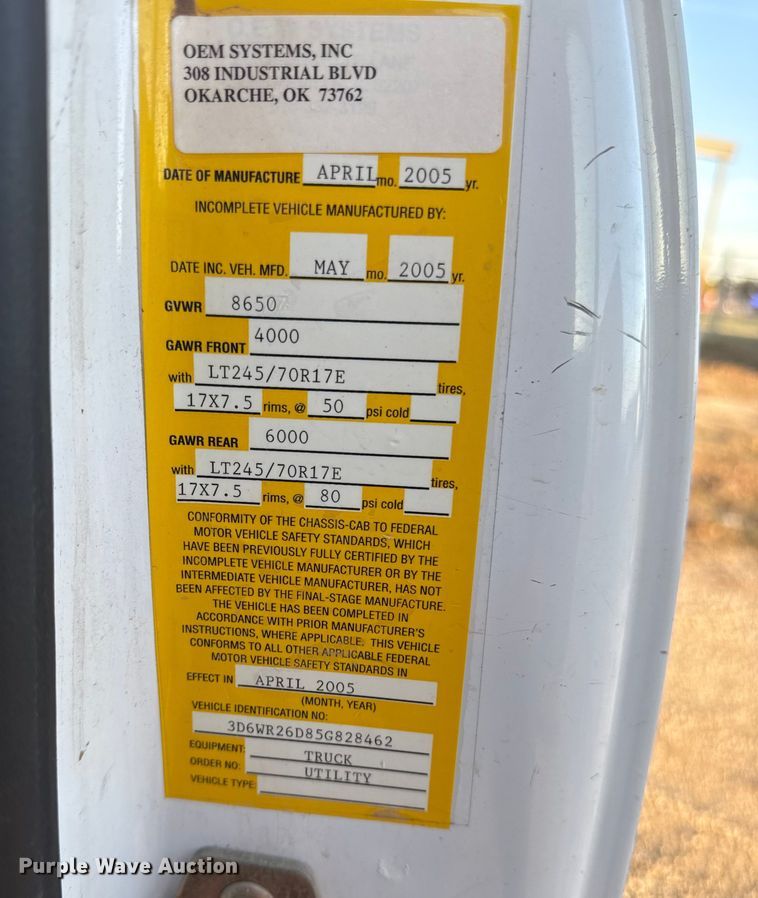 OEM SYSTEMS, INC
308 INDUSTRIAL BLVD
OKARCHE, OK 73762
DATE OF MANUFACTURE APRIL mo. 2005 yr.
INCOMPLETE VEHICLE MANUFACTURED BY:
DATE INC. VEH. MFD. MAY mo. 2005 yr.
GVWR 8650
GAWR FRONT 4000
with LT245/70R17E tires,
17X7.5 rims, @ 50 psi cold
GAWR REAR 6000
with LT245/70R17E tires,
17X7.5 rims, @ 80 psi cold
CONFORMITY OF THE CHASSIS-CAB TO FEDERAL
MOTOR VEHICLE SAFETY STANDARDS, WHICH
HAVE BEEN PREVIOUSLY FULLY CERTIFIED BY THE
INCOMPLETE VEHICLE MANUFACTURER OR BY THE
INTERMEDIATE VEHICLE MANUFACTURER, HAS NOT
BEEN AFFECTED BY THE FINAL-STAGE MANUFACTURE.
THE VEHICLE HAS BEEN COMPLETED IN
ACCORDANCE WITH PRIOR MANUFACTURER'S
INSTRUCTIONS, WHERE APPLICABLE. THIS VEHICLE
CONFORMS TO ALL OTHER APPLICABLE FEDERAL
MOTOR VEHICLE SAFETY STANDARDS IN
EFFECT IN APRIL 2005
(MONTH, YEAR)
VEHICLE IDENTIFICATION NO:
3D6WR26D85G828462
EQUIPMENT: TRUCK
ORDER NO: UTILITY
VEHICLE TYPE:
Purple Wave Auction